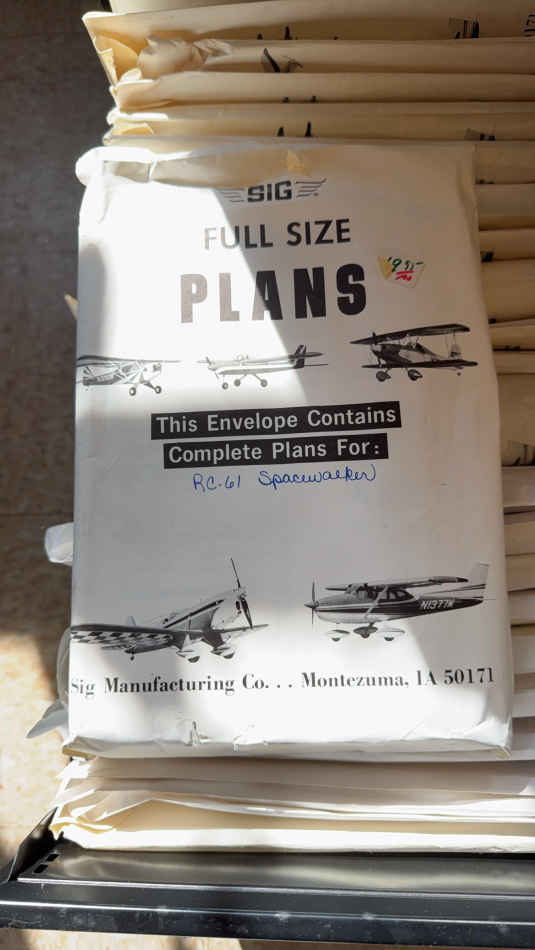 SIG
FULL SIZE
PLANS
This Envelope Contains
Complete Plans For:
RC-61 Spacewalker
N1377K
Sig Manufacturing Co. . . Montezuma, IA 50171